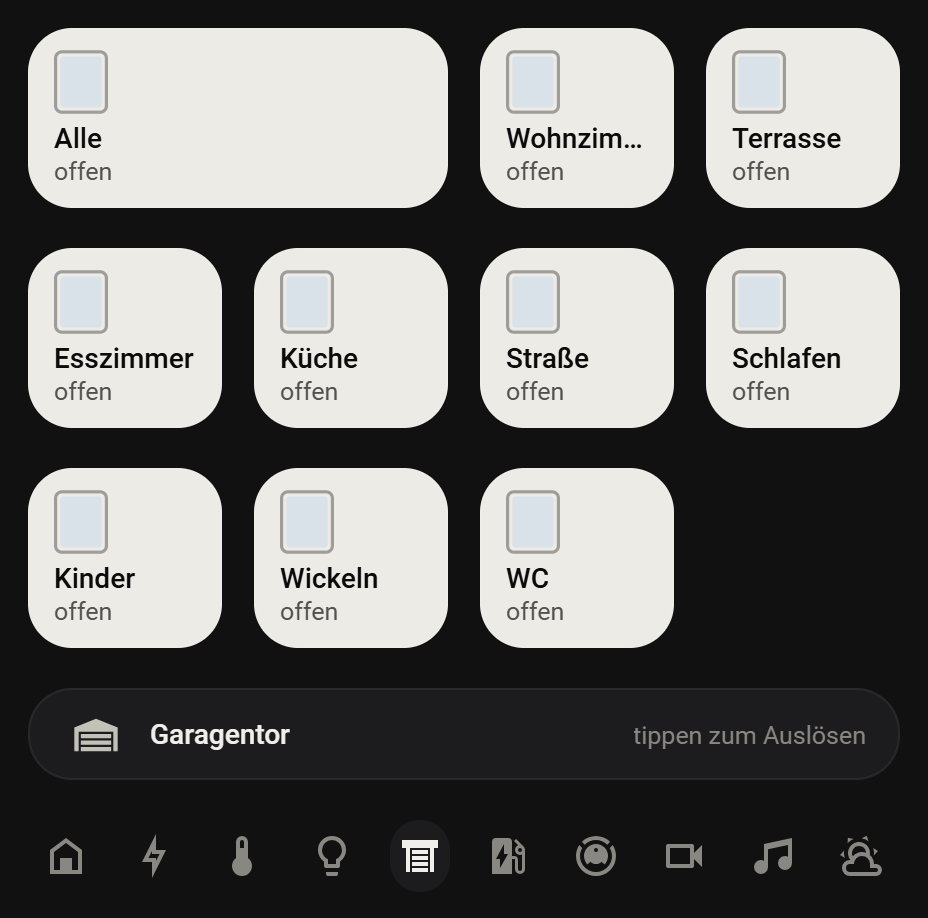 Alle
offen
Wohnzim...
offen
Terrasse
offen
Esszimmer
offen
Küche
offen
Straße
offen
Schlafen
offen
Kinder
offen
Wickeln
offen
WC
offen
Garagentor
tippen zum Auslösen